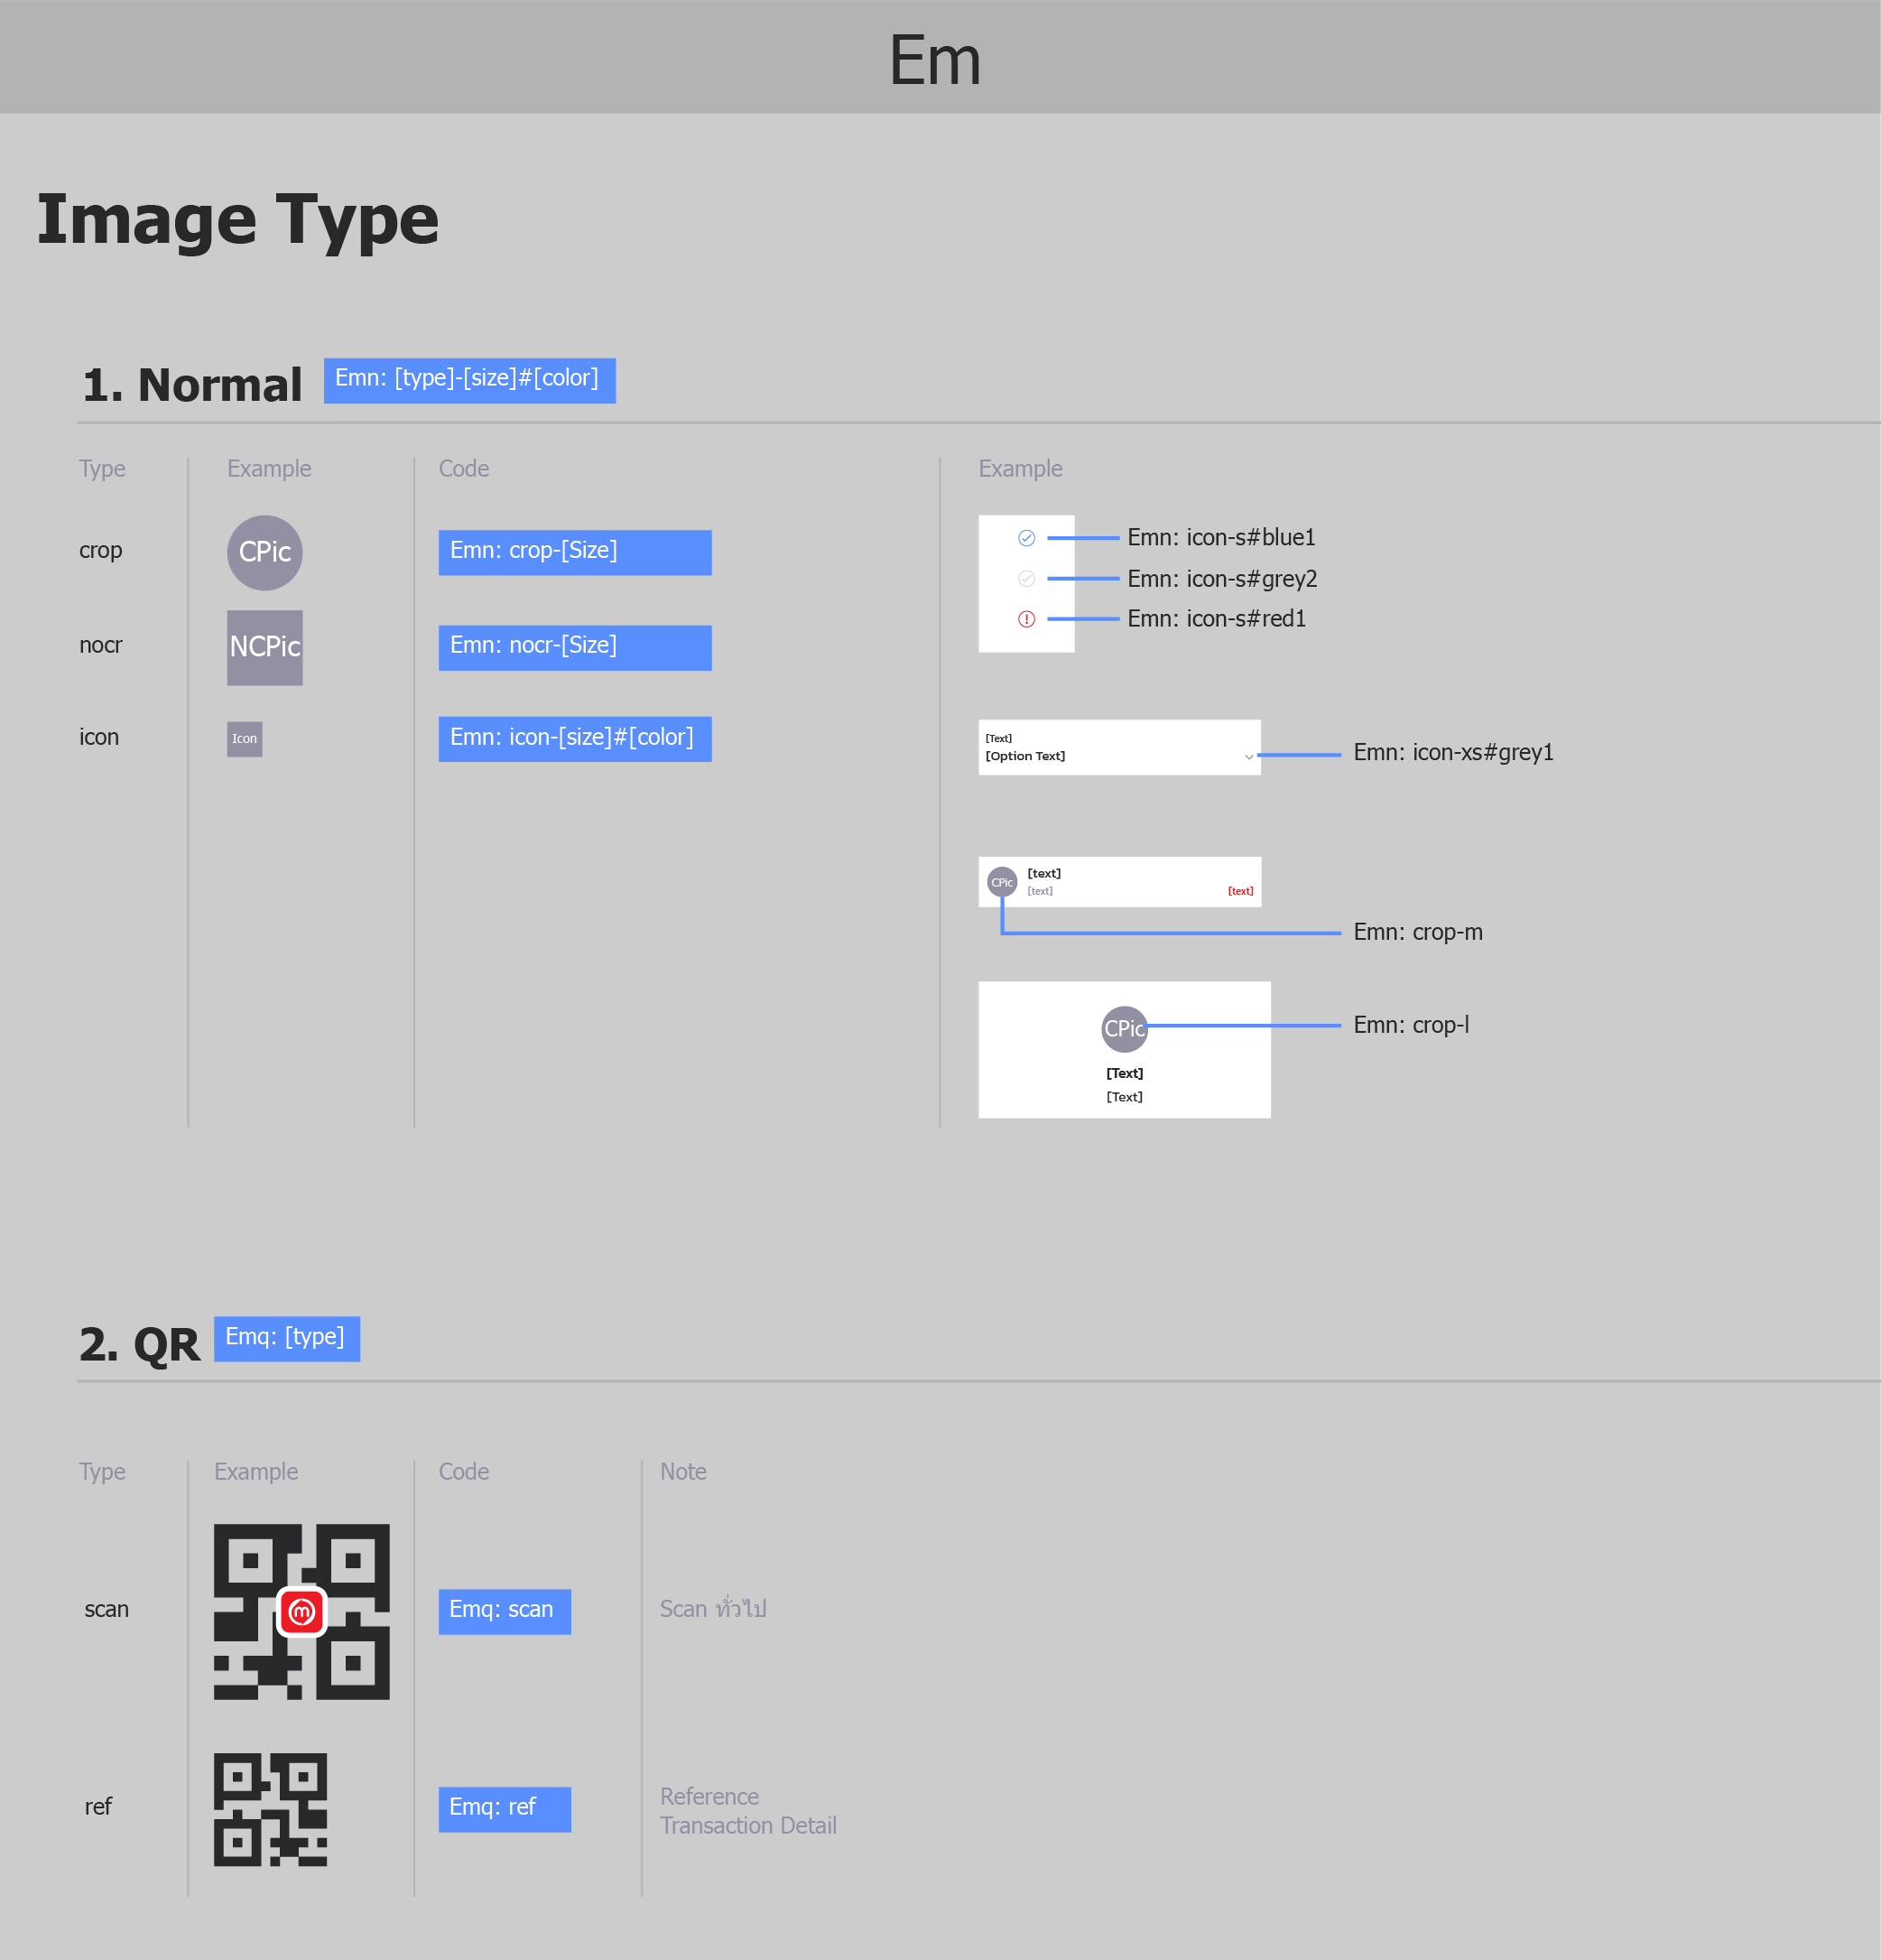 Em
Image Type
1. Normal
Emn: [type]-[size]#[color]
Type
Example
Code
Example
crop
CPic
Emn: crop-[Size]
nocr
NCPic
Emn: nocr-[Size]
icon
Icon
Emn: icon-[size]#[color]
Emn: icon-s#blue1
Emn: icon-s#grey2
Emn: icon-s#red1
[Text]
[Option Text]
Emn: icon-xs#grey1
CPic
[text]
[text]
[text]
Emn: crop-m
CPic
Emn: crop-l
[Text]
[Text]
2. QR
Emq: [type]
Type
Example
Code
Note
scan
m
Emq: scan
Scan ทั่วไป
ref
Emq: ref
Reference
Transaction Detail